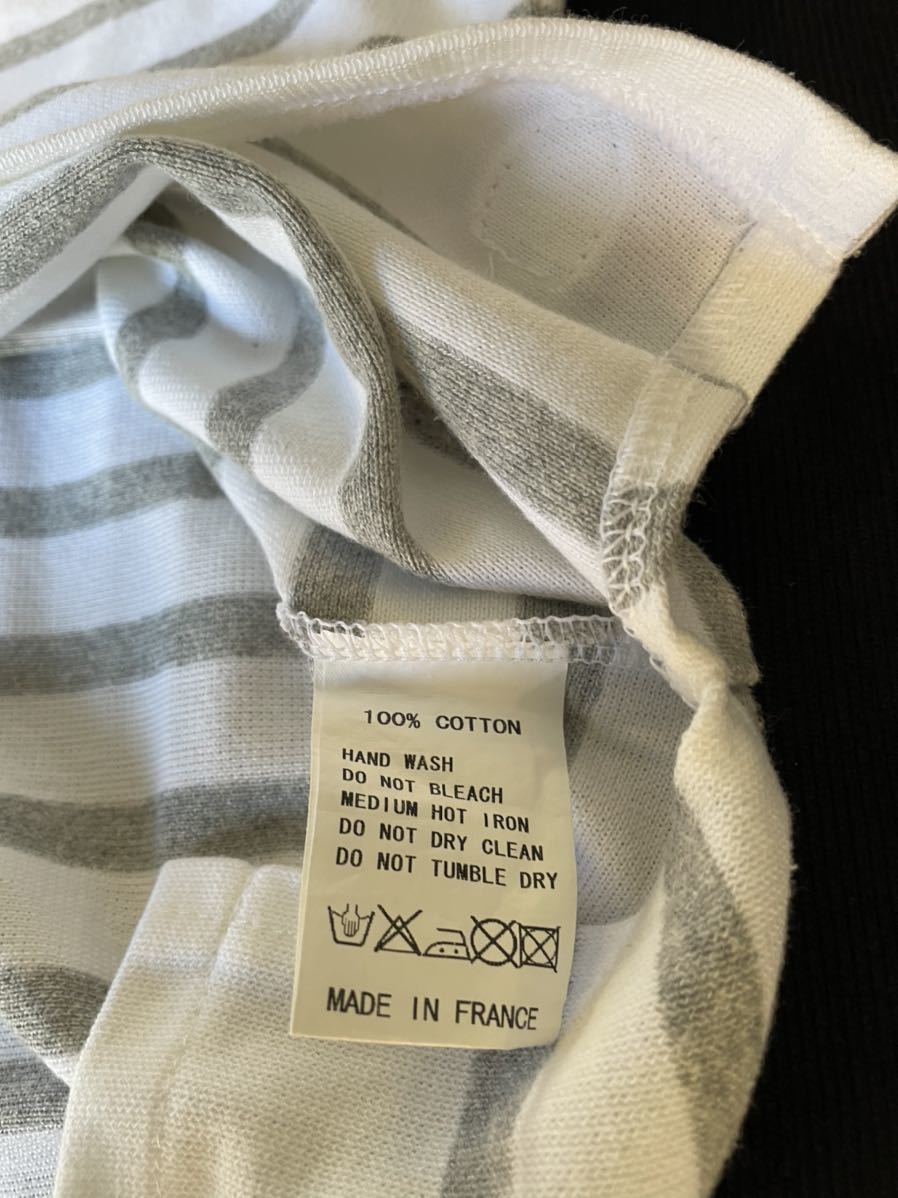 100% COTTON
HAND WASH
DO NOT BLEACH
MEDIUM HOT IRON
DO NOT DRY CLEAN
DO NOT TUMBLE DRY
MADE IN FRANCE